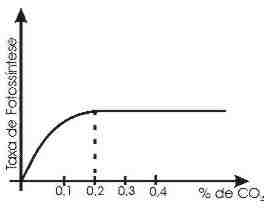 Taxa de Fotossíntese
0,1 0,2 0,3 0,4 % de CO₂